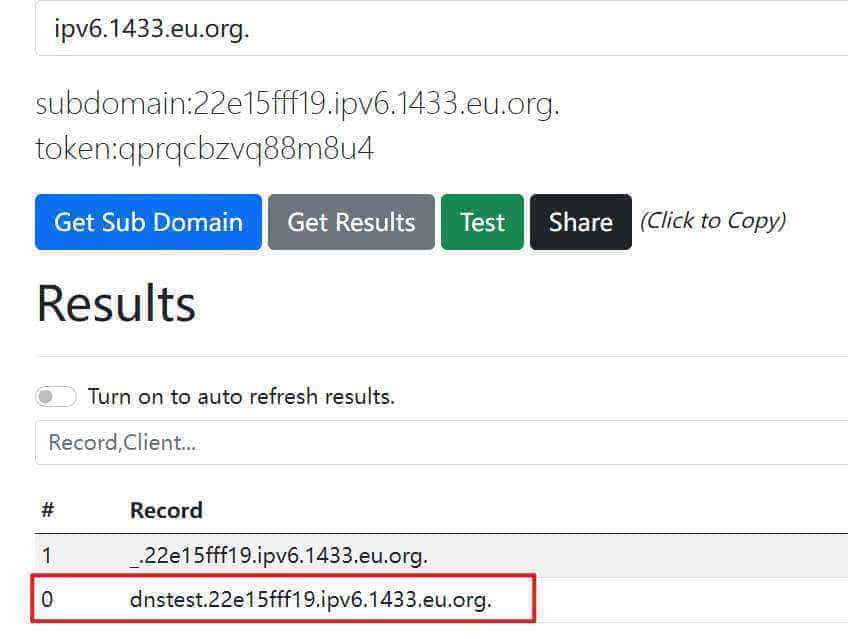 ipv6.1433.eu.org.
subdomain:22e15fff19.ipv6.1433.eu.org.
token:qprqcbzvq88m8u4
Get Sub Domain Get Results Test Share (Click to Copy)
Results
Turn on to auto refresh results.
Record,Client...
# Record
1 _.22e15fff19.ipv6.1433.eu.org.
0 dnstest.22e15fff19.ipv6.1433.eu.org.